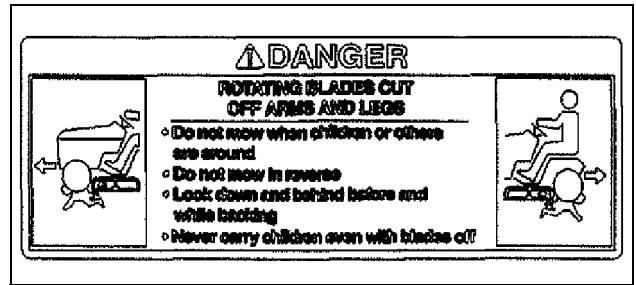 ⚠DANGER
ROTATING BLADES CUT
OFF ARMS AND LEGS
◦ Do not mow when children or others
are around
◦ Do not mow in reverse
◦ Look down and behind before and
while backing
◦ Never carry children even with blades off